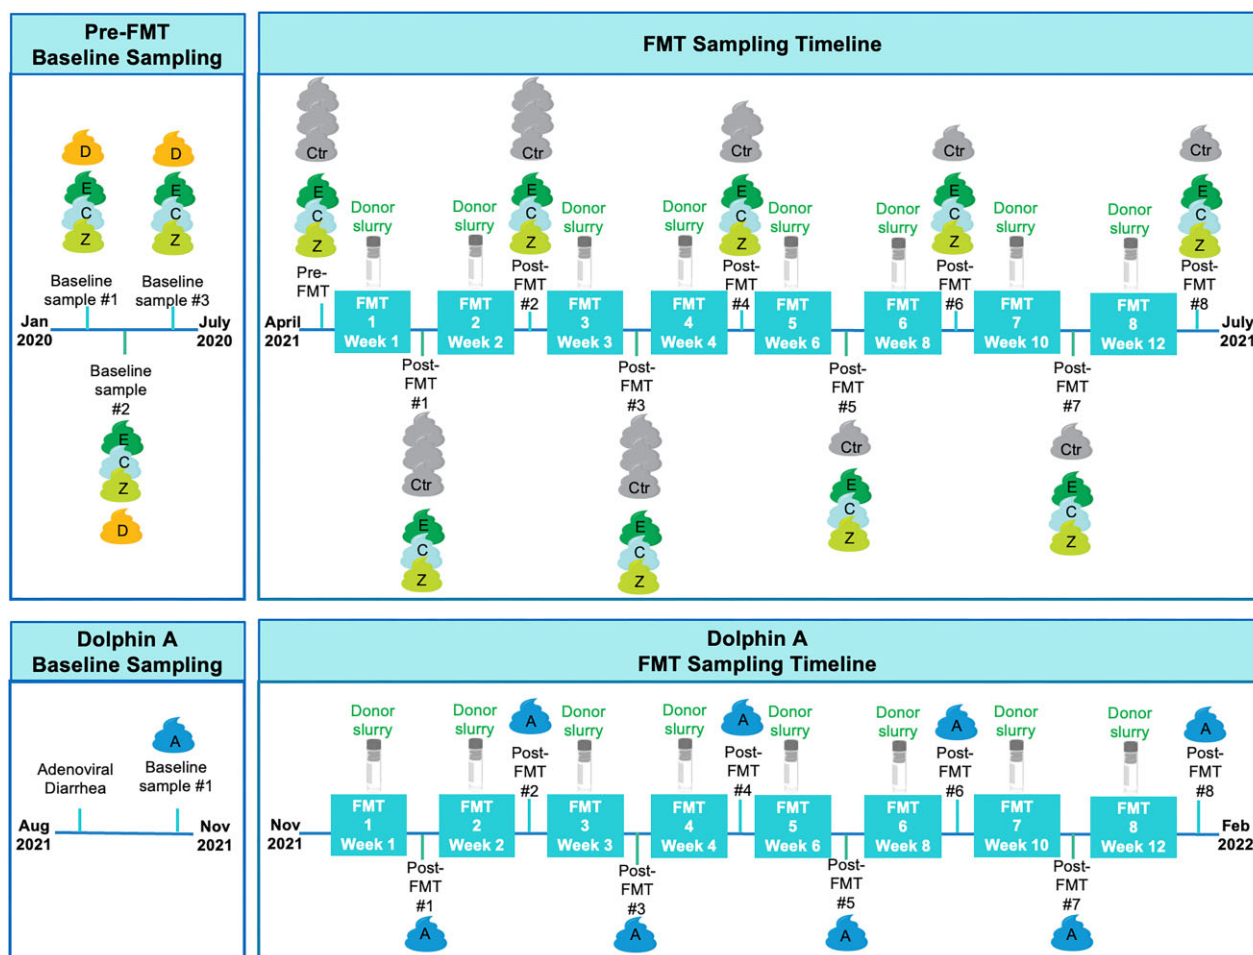 Pre-FMT
Baseline Sampling
D
E
C
Z
D
E
C
Z
Baseline
sample #1
Baseline
sample #3
Jan
2020
July
2020
Baseline
sample
#2
E
C
Z
D
FMT Sampling Timeline
Ctr
E
C
Z
Pre-
FMT
Ctr
E
C
Z
Post-
FMT
#2
Ctr
E
C
Z
Post-
FMT
#4
Ctr
E
C
Z
Post-
FMT
#6
Ctr
E
C
Z
Post-
FMT
#8
Donor
slurry
Donor
slurry
Donor
slurry
Donor
slurry
Donor
slurry
Donor
slurry
Donor
slurry
Donor
slurry
April
2021
FMT
1
Week 1
FMT
2
Week 2
FMT
3
Week 3
FMT
4
Week 4
FMT
5
Week 6
FMT
6
Week 8
FMT
7
Week 10
FMT
8
Week 12
July
2021
Post-
FMT
#1
Ctr
E
C
Z
Post-
FMT
#3
Ctr
E
C
Z
Post-
FMT
#5
Ctr
E
C
Z
Post-
FMT
#7
Ctr
E
C
Z
Dolphin A
Baseline Sampling
A
Adenoviral
Diarrhea
Baseline
sample #1
Aug
2021
Nov
2021
Dolphin A
FMT Sampling Timeline
Donor
slurry
Donor
slurry
A
Post-
FMT
#2
Donor
slurry
Donor
slurry
A
Post-
FMT
#4
Donor
slurry
Donor
slurry
A
Post-
FMT
#6
Donor
slurry
Donor
slurry
A
Post-
FMT
#8
Nov
2021
FMT
1
Week 1
FMT
2
Week 2
FMT
3
Week 3
FMT
4
Week 4
FMT
5
Week 6
FMT
6
Week 8
FMT
7
Week 10
FMT
8
Week 12
Feb
2022
Post-
FMT
#1
A
Post-
FMT
#3
A
Post-
FMT
#5
A
Post-
FMT
#7
A